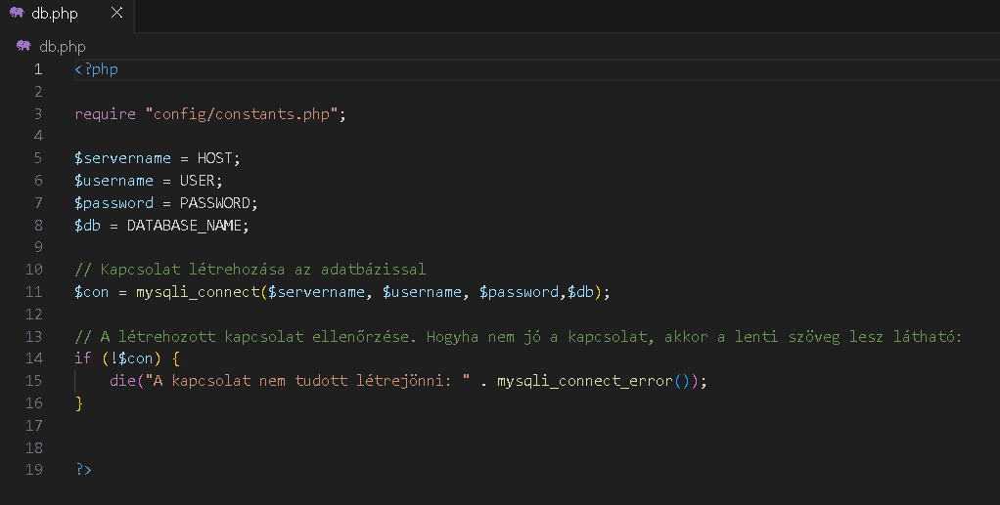 db.php
db.php
1 <?php
2
3 require "config/constants.php";
4
5 $servername = HOST;
6 $username = USER;
7 $password = PASSWORD;
8 $db = DATABASE_NAME;
9
10 // Kapcsolat létrehozása az adatbázissal
11 $con = mysqli_connect($servername, $username, $password,$db);
12
13 // A létrehozott kapcsolat ellenőrzése. Hogyha nem jó a kapcsolat, akkor a lenti szöveg lesz látható:
14 if (!$con) {
15     die("A kapcsolat nem tudott létrejönni: " . mysqli_connect_error());
16 }
17
18
19 ?>